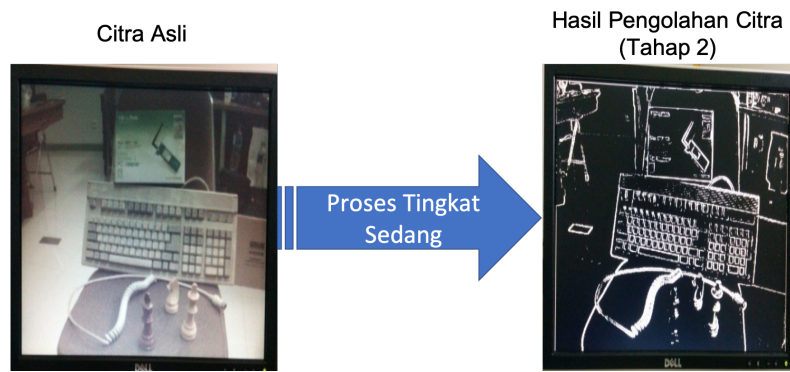 Citra Asli
Hasil Pengolahan Citra
(Tahap 2)
Proses Tingkat
Sedang
DELL
DELL